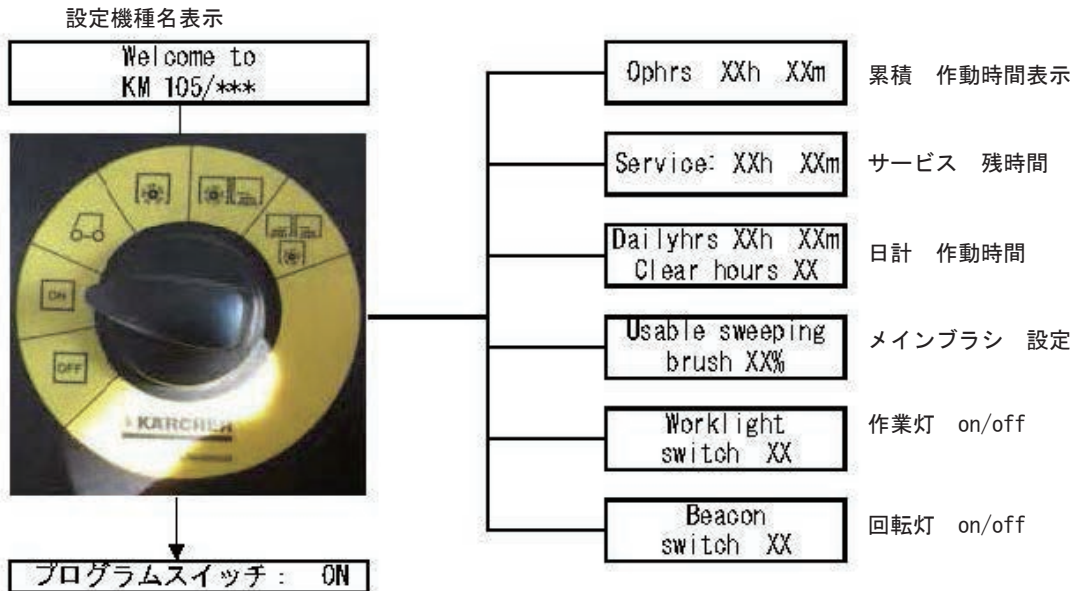 設定機種名表示
Welcome to
KM 105/***
ON
OFF
KÄRCHER
プログラムスイッチ： ON
Ophrs XXh XXm
累積 作動時間表示
Service: XXh XXm
サービス 残時間
Dailyhrs XXh XXm
Clear hours XX
日計 作動時間
Usable sweeping
brush XX%
メインブラシ 設定
Worklight
switch XX
作業灯 on/off
Beacon
switch XX
回転灯 on/off